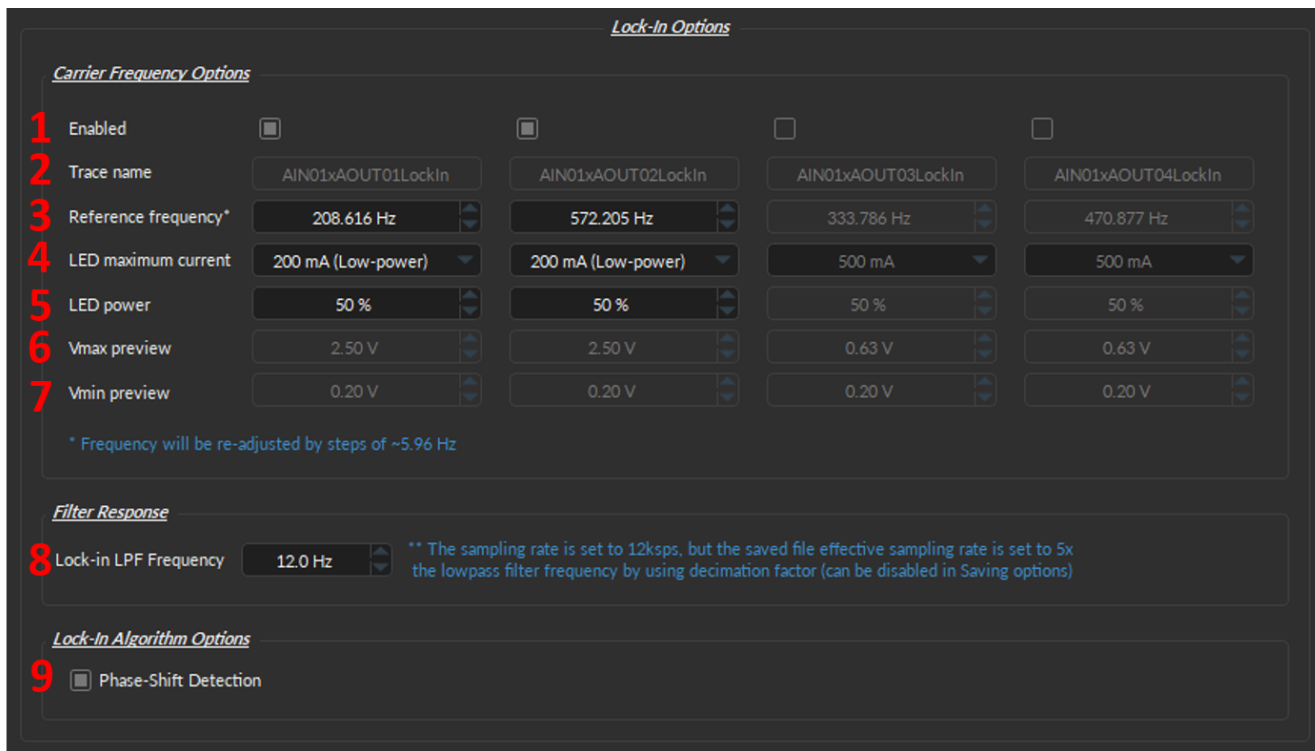 Lock-In Options
Carrier Frequency Options
1 Enabled
2 Trace name AIN01xAOUT01LockIn AIN01xAOUT02LockIn AIN01xAOUT03LockIn AIN01xAOUT04LockIn
3 Reference frequency* 208.616 Hz 572.205 Hz 333.786 Hz 470.877 Hz
4 LED maximum current 200 mA (Low-power) 200 mA (Low-power) 500 mA 500 mA
5 LED power 50 % 50 % 50 % 50 %
6 Vmax preview 2.50 V 2.50 V 0.63 V 0.63 V
7 Vmin preview 0.20 V 0.20 V 0.20 V 0.20 V
* Frequency will be re-adjusted by steps of ~5.96 Hz
Filter Response
8 Lock-in LPF Frequency 12.0 Hz ** The sampling rate is set to 12ksps, but the saved file effective sampling rate is set to 5x
the lowpass filter frequency by using decimation factor (can be disabled in Saving options)
Lock-In Algorithm Options
9 Phase-Shift Detection